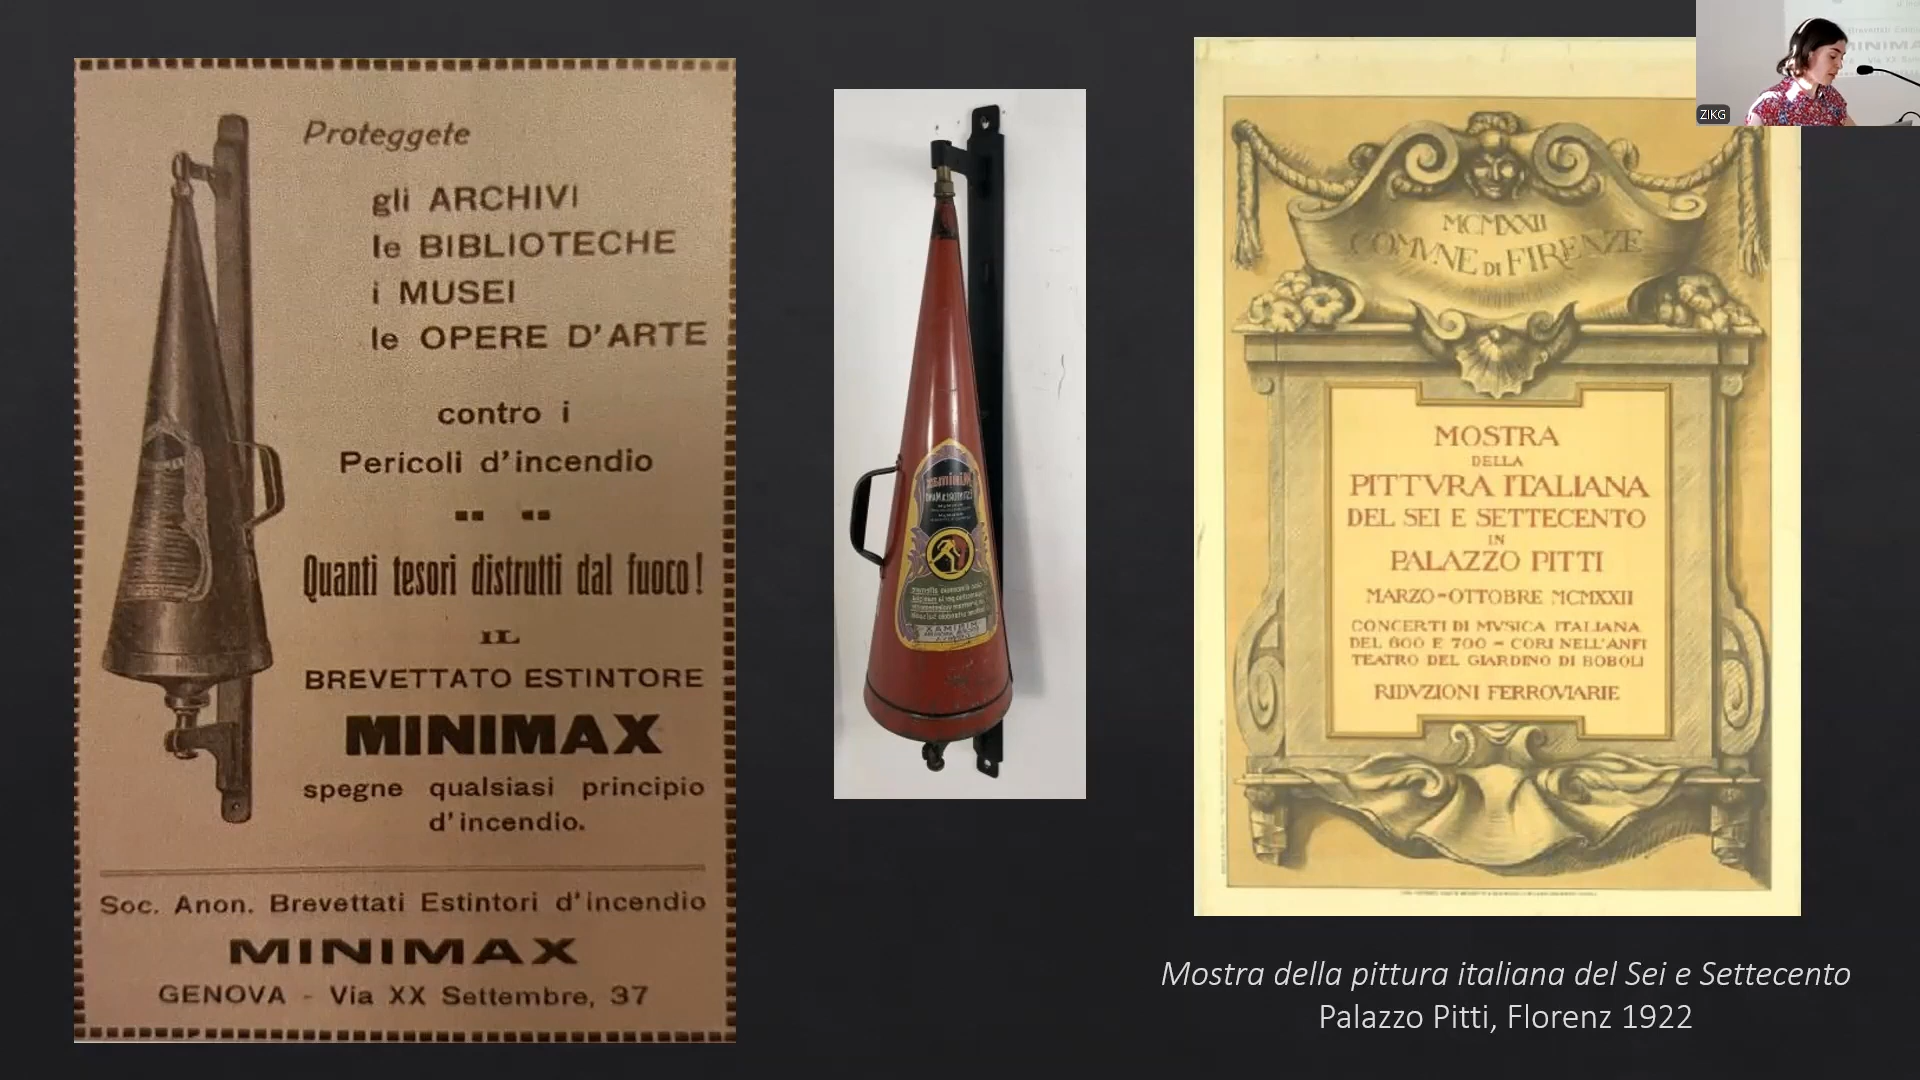 Proteggete
gli ARCHIVI
le BIBLIOTECHE
i MUSEI
le OPERE D'ARTE
contro i
Pericoli d'incendio
Quanti tesori distrutti dal fuoco!
IL
BREVETTATO ESTINTORE
MINIMAX
spegne qualsiasi principio
d'incendio.
Soc. Anon. Brevettati Estintori d'incendio
MINIMAX
GENOVA - Via XX Settembre, 37
Minimax
MINIMAX
MCMXXII
COMVNE DI FIRENZE
MOSTRA
DELLA
PITTVRA ITALIANA
DEL SEI E SETTECENTO
IN
PALAZZO PITTI
MARZO-OTTOBRE MCMXXII
CONCERTI DI MVSICA ITALIANA
DEL 600 E 700 - CORI NELL'ANFI
TEATRO DEL GIARDINO DI BOBOLI
RIDVZIONI FERROVIARIE
Mostra della pittura italiana del Sei e Settecento
Palazzo Pitti, Florenz 1922
MINIMA
ZIKG